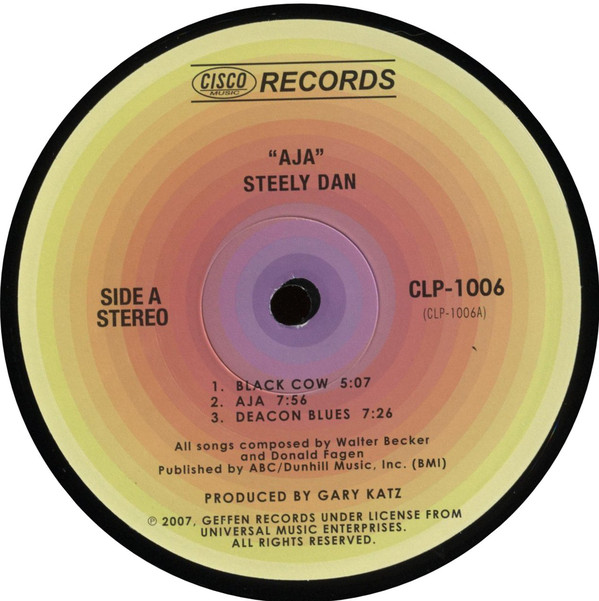 CISCO MUSIC RECORDS
"AJA"
STEELY DAN
SIDE A
STEREO
CLP-1006
(CLP-1006A)
1. BLACK COW 5:07
2. AJA 7:56
3. DEACON BLUES 7:26
All songs composed by Walter Becker
and Donald Fagen
Published by ABC/Dunhill Music, Inc. (BMI)
PRODUCED BY GARY KATZ
℗ 2007, GEFFEN RECORDS UNDER LICENSE FROM
UNIVERSAL MUSIC ENTERPRISES.
ALL RIGHTS RESERVED.